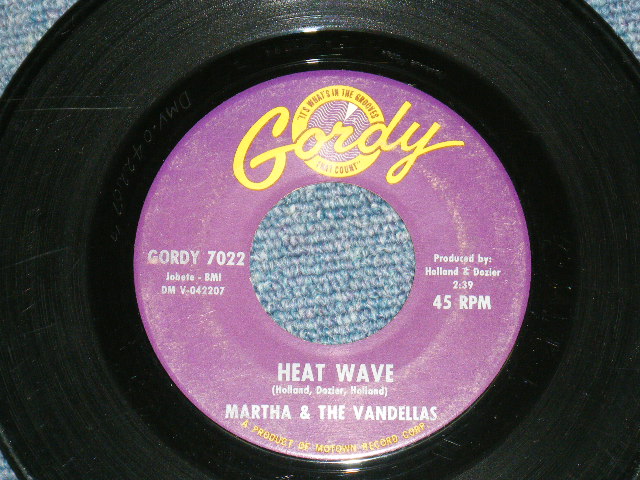 "IT'S WHAT'S IN THE GROOVES
Gordy
THAT COUNT"
GORDY 7022
Jobete - BMI
DM V-042207
Produced by:
Holland & Dozier
2:39
45 RPM
HEAT WAVE
(Holland, Dozier, Holland)
MARTHA & THE VANDELLAS
A PRODUCT OF MOTOWN RECORD CORP.